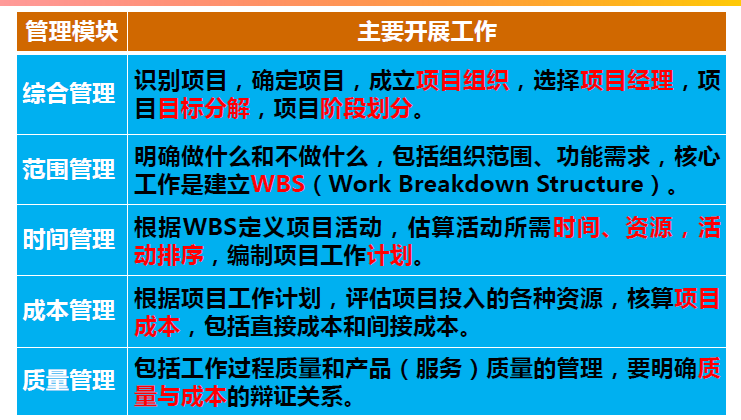 管理模块
主要开展工作
综合管理
识别项目，确定项目，成立项目组织，选择项目经理，项
目目标分解，项目阶段划分。
范围管理
明确做什么和不做什么，包括组织范围、功能需求，核心
工作是建立WBS（Work Breakdown Structure）。
时间管理
根据WBS定义项目活动，估算活动所需时间、资源，活
动排序，编制项目工作计划。
成本管理
根据项目工作计划，评估项目投入的各种资源，核算项目
成本，包括直接成本和间接成本。
质量管理
包括工作过程质量和产品（服务）质量的管理，要明确质
量与成本的辩证关系。